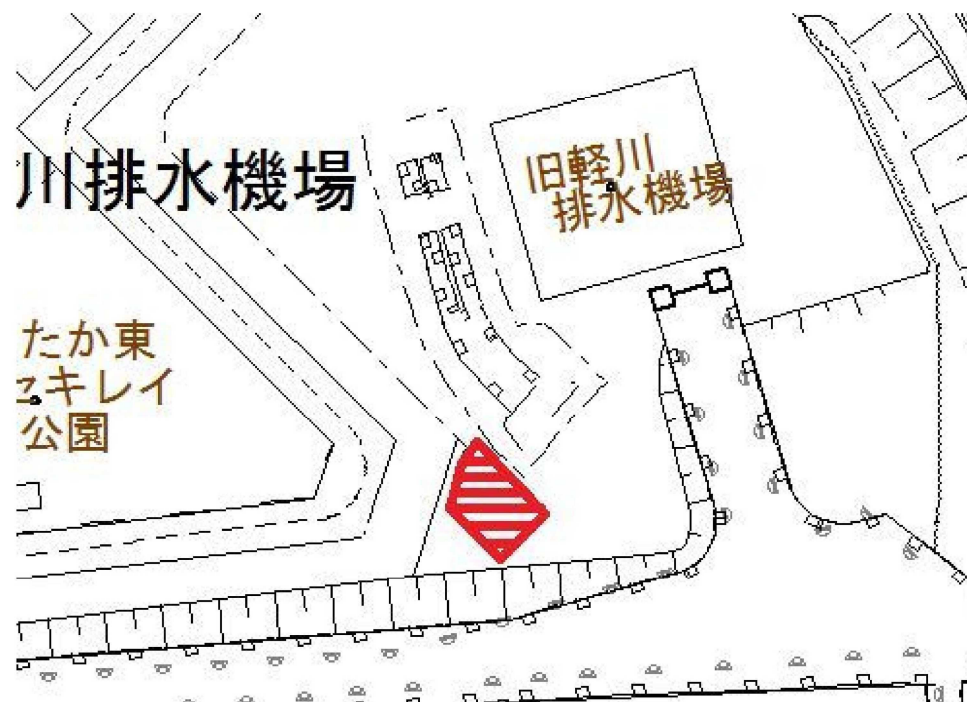 川排水機場
旧軽川
排水機場
たか東
セキレイ
公園